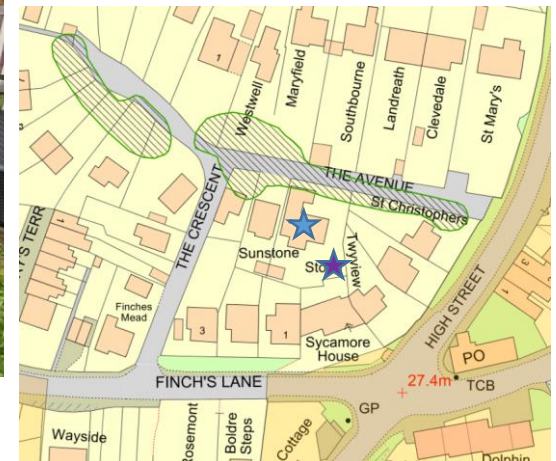 1
Westwell
Maryfield
Southbourne
Landreath
Clevedale
St Mary's
THE AVENUE
St Christophers
THE CRESCENT
Sunstone
Twyview
Finches
Mead
3
1
Sycamore
House
HIGH STREET
PO
TCB
27.4m
FINCH'S LANE
GP
Wayside
Rosemont
Boldre
Steps
Cottage
Dolphin